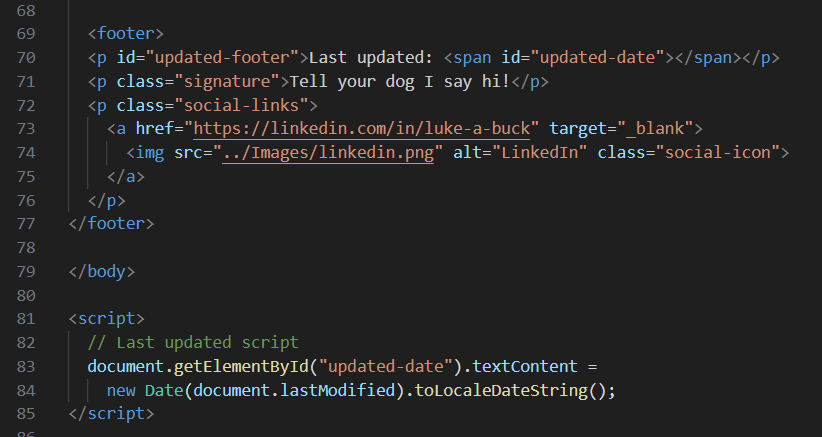 68
69   <footer>
70   <p id="updated-footer">Last updated: <span id="updated-date"></span></p>
71   <p class="signature">Tell your dog I say hi!</p>
72   <p class="social-links">
73     <a href="https://linkedin.com/in/luke-a-buck" target="_blank">
74       <img src="../Images/linkedin.png" alt="LinkedIn" class="social-icon">
75     </a>
76   </p>
77 </footer>
78
79 </body>
80
81 <script>
82   // Last updated script
83   document.getElementById("updated-date").textContent =
84     new Date(document.lastModified).toLocaleDateString();
85 </script>
86